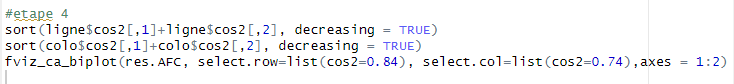 #etape 4
sort(ligne$cos2[,1]+ligne$cos2[,2], decreasing = TRUE)
sort(colo$cos2[,1]+colo$cos2[,2], decreasing = TRUE)
fviz_ca_biplot(res.AFC, select.row=list(cos2=0.84), select.col=list(cos2=0.74),axes = 1:2)